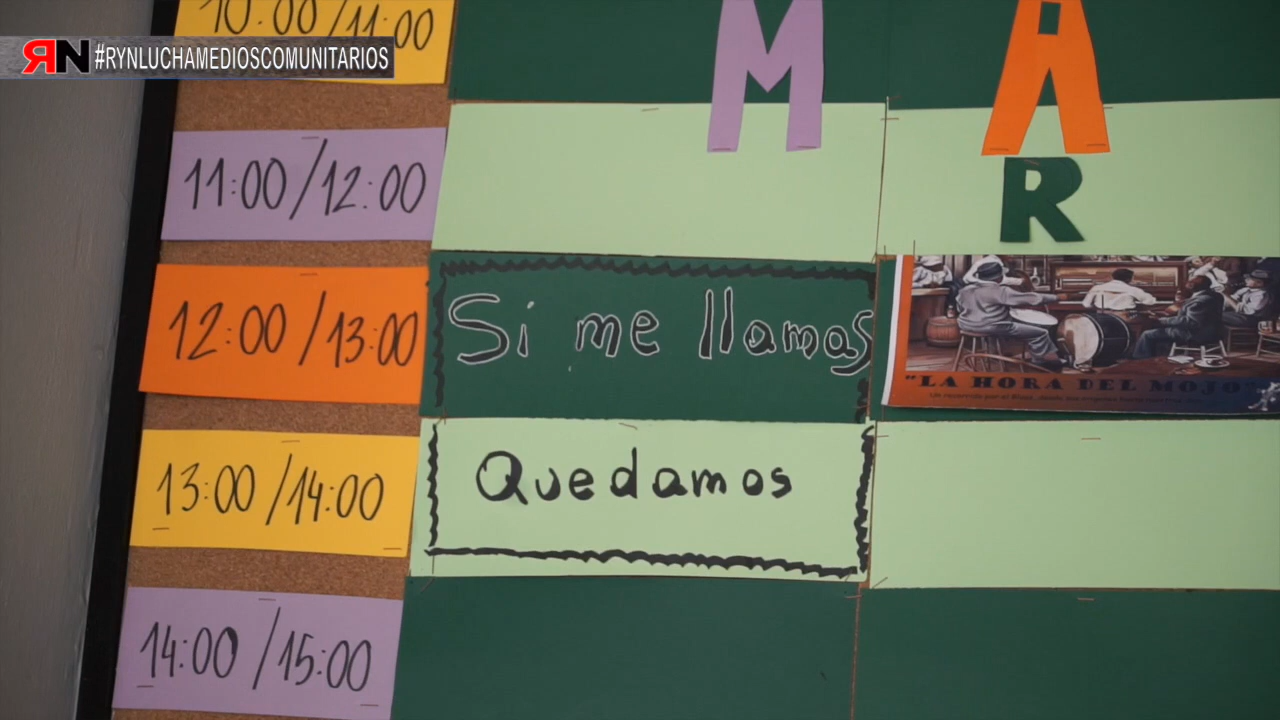 10:00/11:00
RN #RYNLUCHAMEDIOSCOMUNITARIOS
M A
11:00/12:00
R
12:00/13:00
Si me llamas
"LA HORA DEL MOJO"
13:00/14:00
Quedamos
14:00/15:00